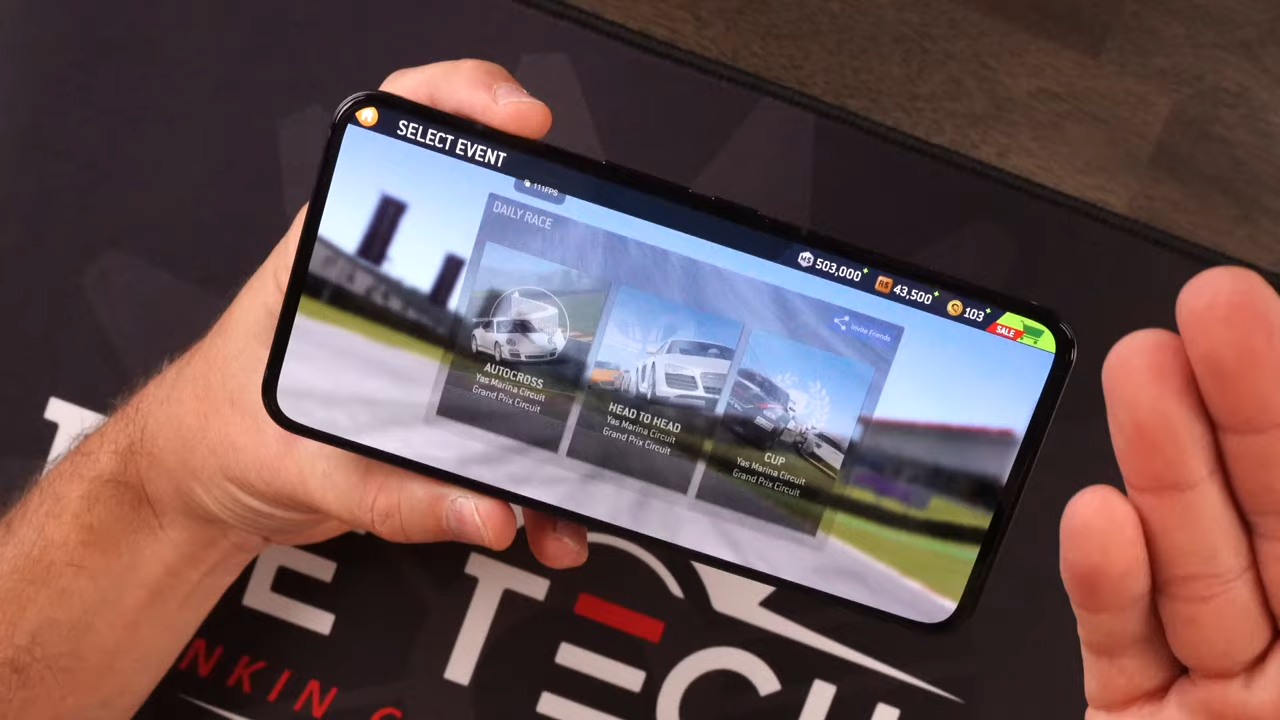 SELECT EVENT
111FPS
DAILY RACE
M$ 503,000+
R$ 43,500+
103+
SALE
Invite Friends
AUTOCROSS
Yas Marina Circuit
Grand Prix Circuit
HEAD TO HEAD
Yas Marina Circuit
Grand Prix Circuit
CUP
Yas Marina Circuit
Grand Prix Circuit
TECH
NKIN